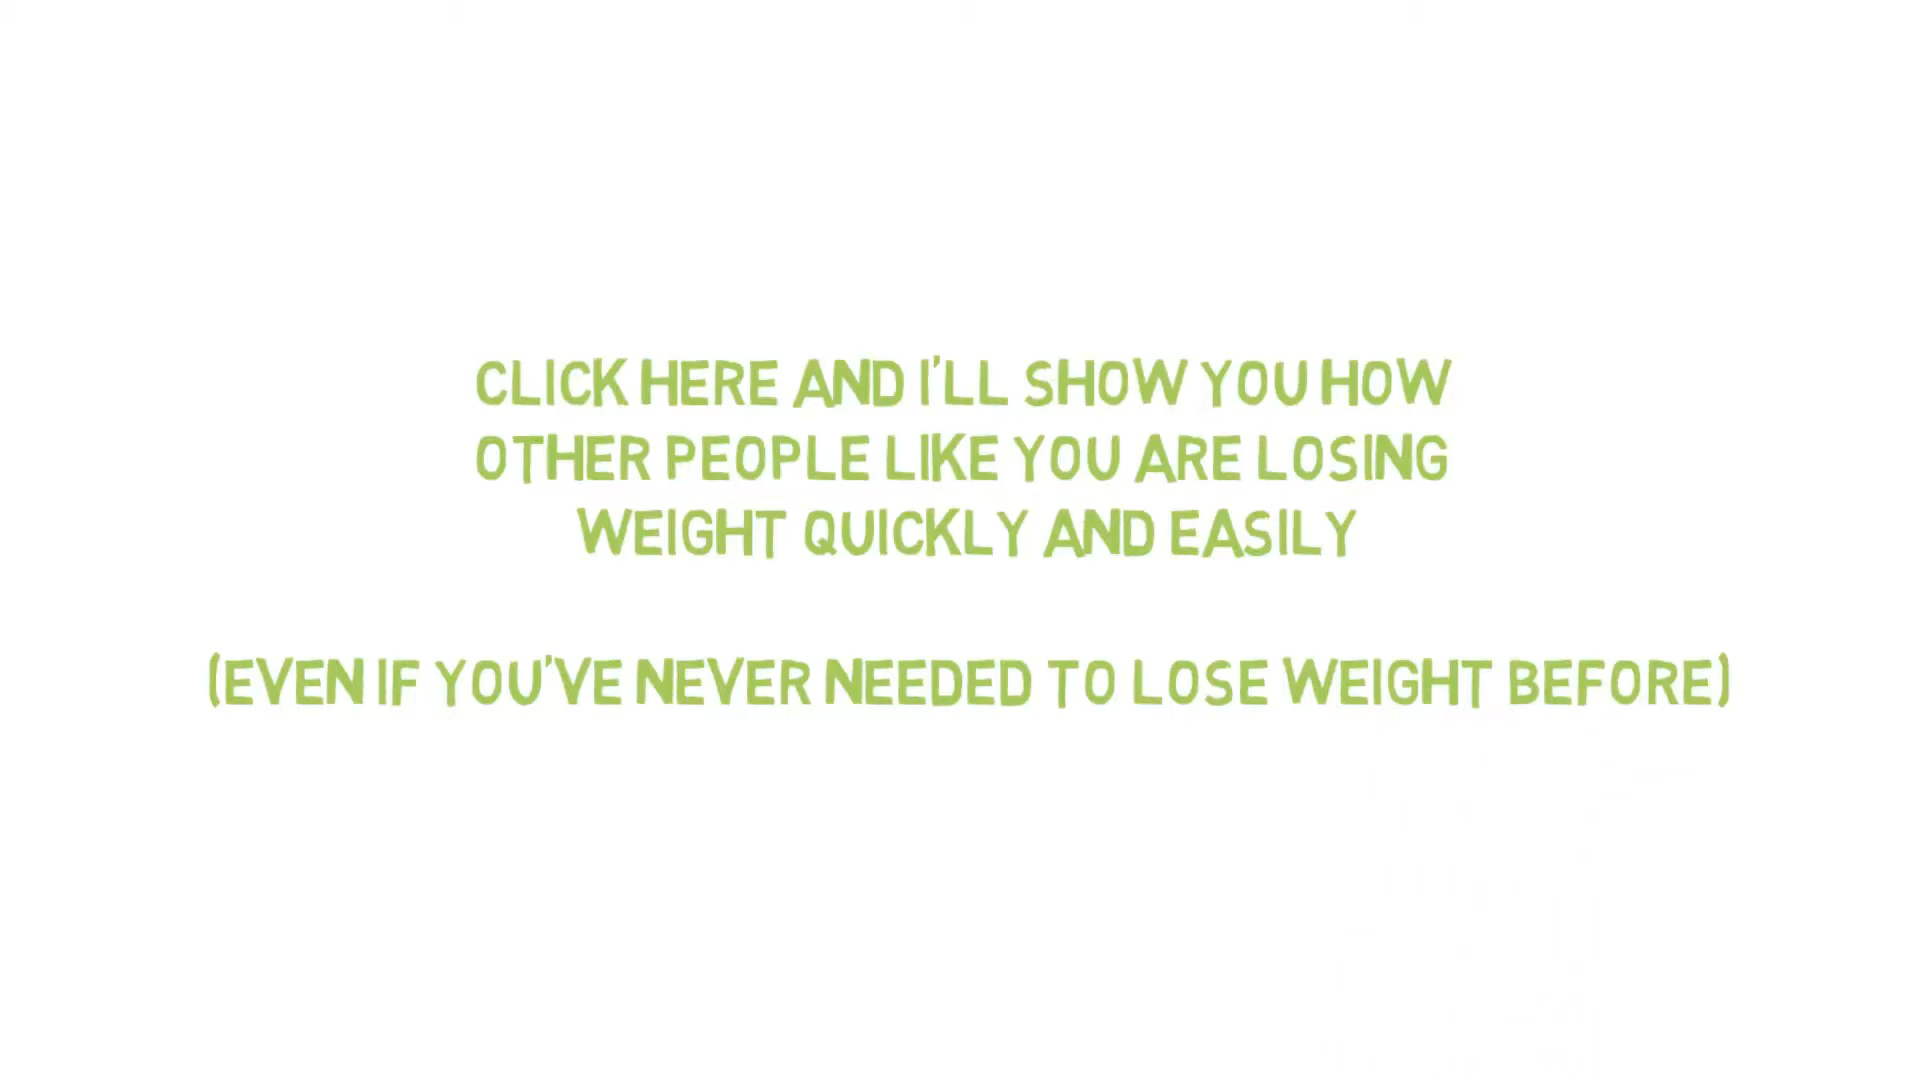 CLICK HERE AND I'LL SHOW YOU HOW
OTHER PEOPLE LIKE YOU ARE LOSING
WEIGHT QUICKLY AND EASILY
(EVEN IF YOU'VE NEVER NEEDED TO LOSE WEIGHT BEFORE)